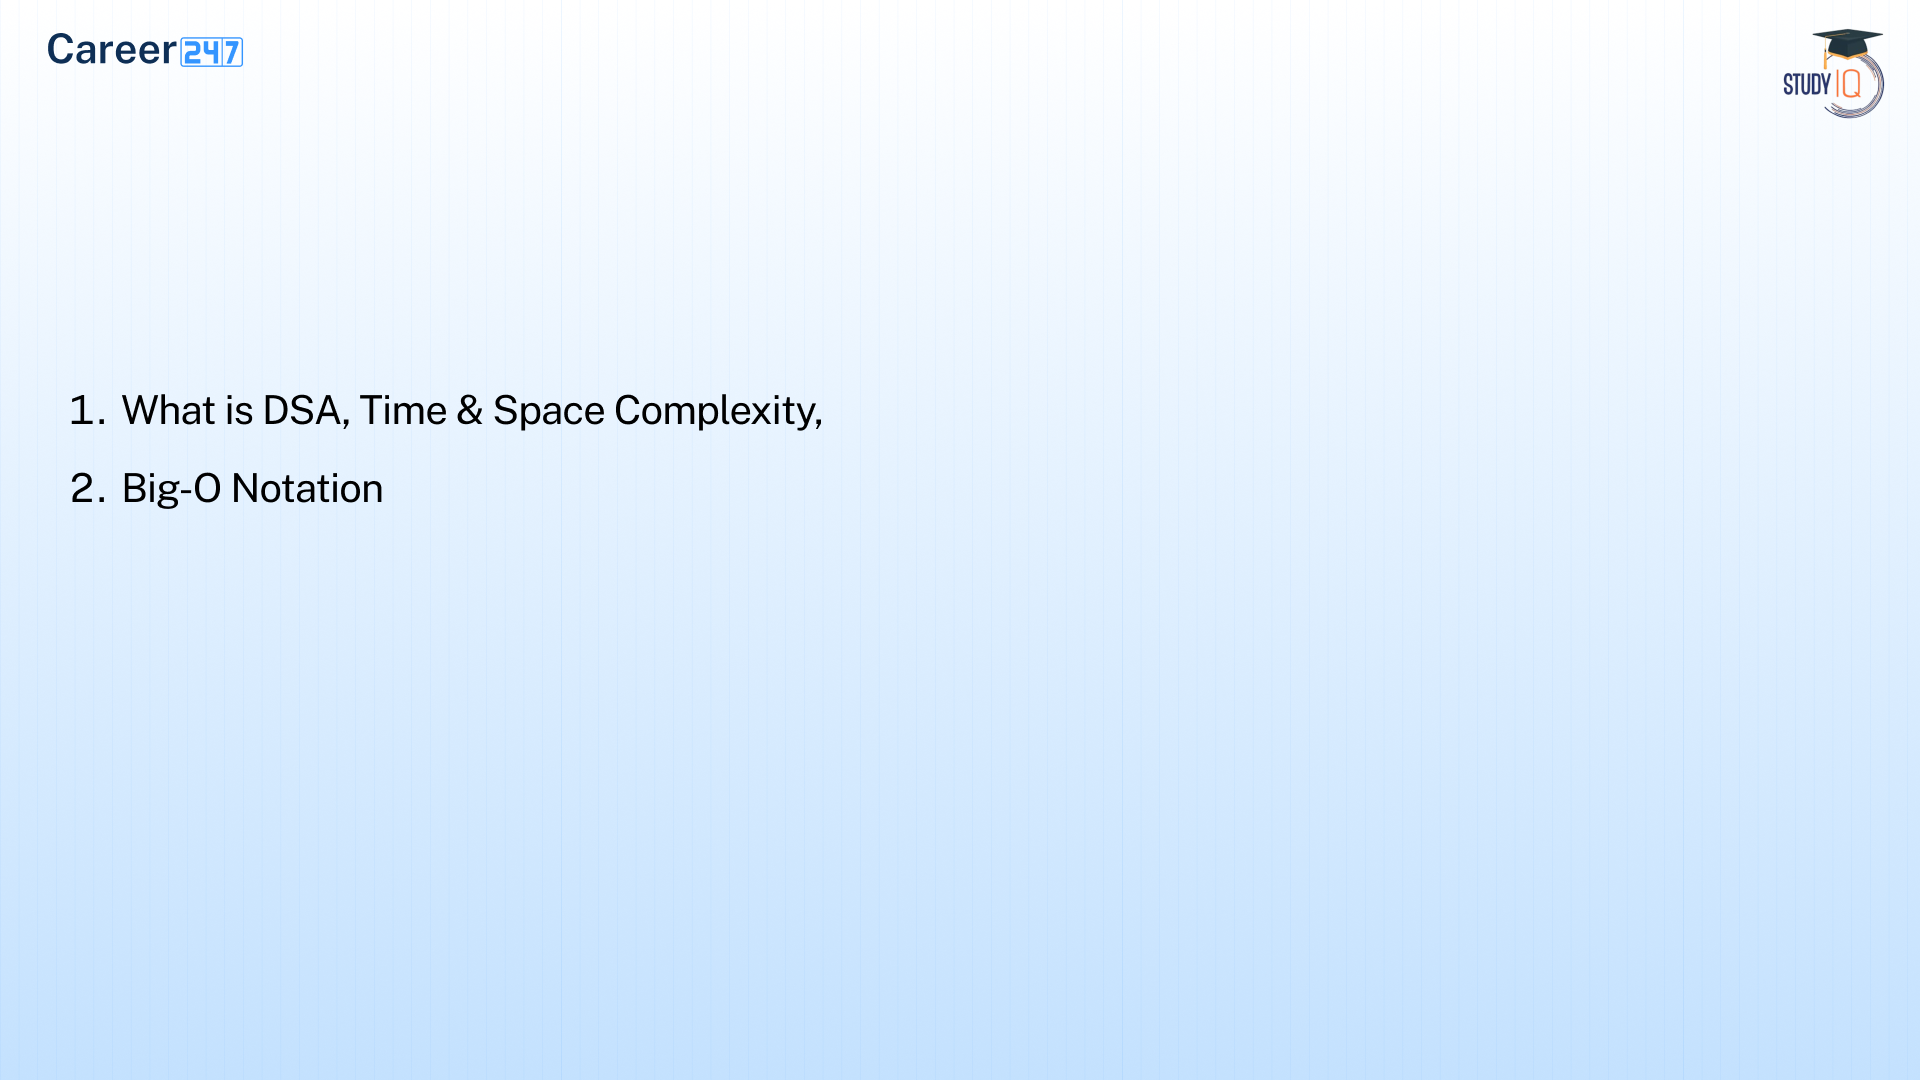 Career247
STUDY IQ
1. What is DSA, Time & Space Complexity,
2. Big-O Notation